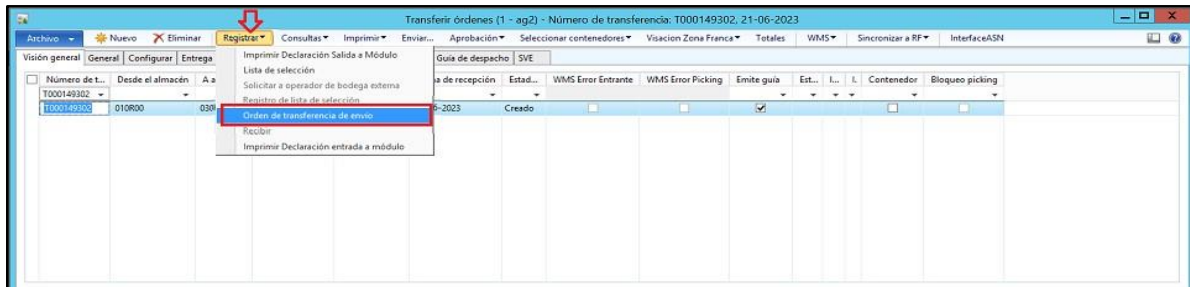 Transferir órdenes (1 - ag2) - Número de transferencia: T000149302, 21-06-2023
Archivo Nuevo Eliminar Registrar Consultas Imprimir Enviar... Aprobación Seleccionar contenedores Visacion Zona Franca Totales WMS Sincronizar a RF InterfaceASN
Visión general General Configurar Entrega Guía de despacho SVE
Imprimir Declaración Salida a Módulo
Lista de selección
Solicitar a operador de bodega externa
Registro de lista de selección
Orden de transferencia de envío
Recibir
Imprimir Declaración entrada a módulo
Número de t... Desde el almacén de recepción Estad... WMS Error Entrante WMS Error Picking Emite guía Est... I... I. Contenedor Bloqueo picking
T000149302
T000149302 010R00 -2023 Creado